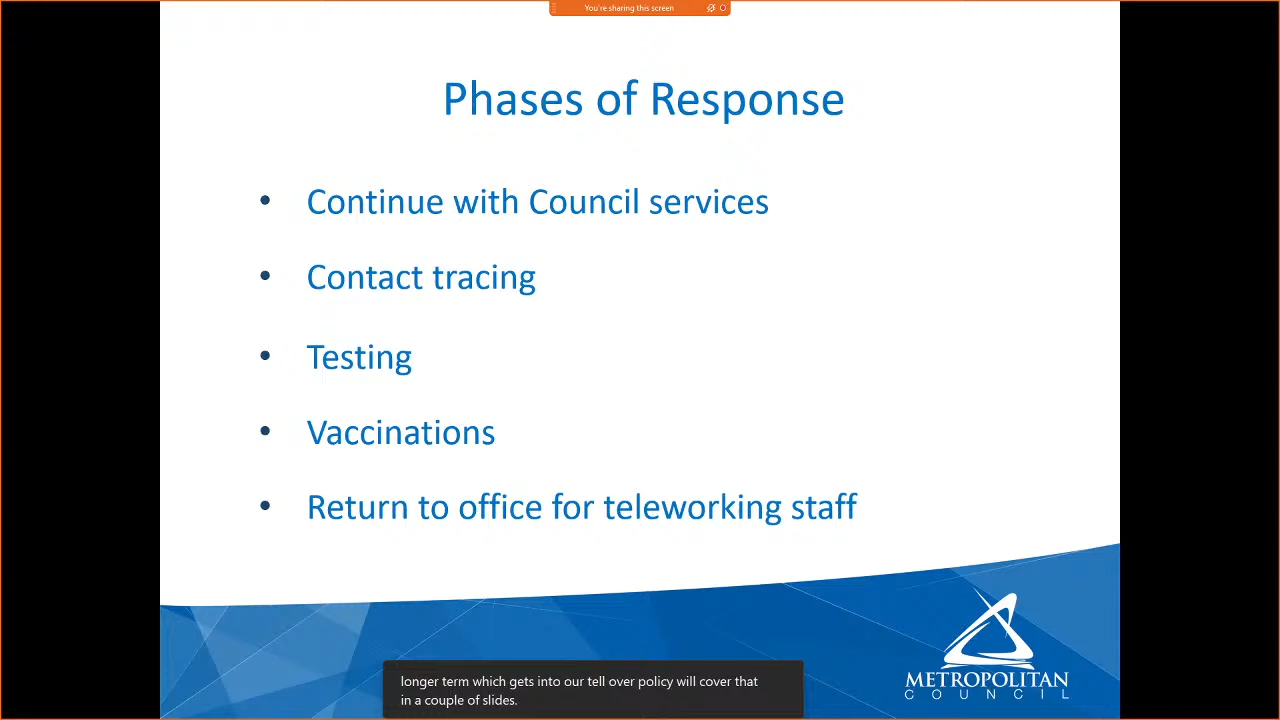 You're sharing this screen
Phases of Response
• Continue with Council services
• Contact tracing
• Testing
• Vaccinations
• Return to office for teleworking staff
METROPOLITAN
COUNCIL
longer term which gets into our tell over policy will cover that
in a couple of slides.